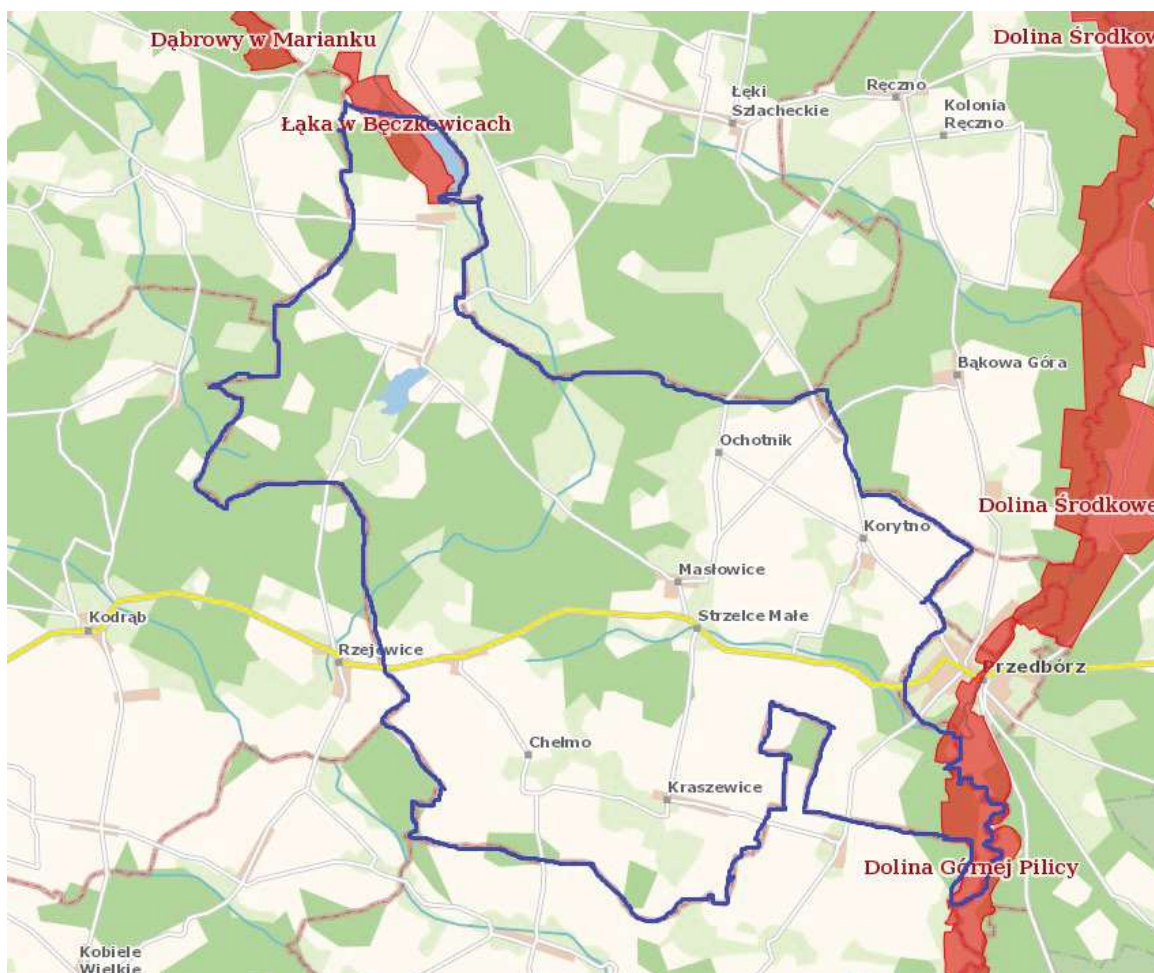 Dąbrowy w Marianku
Dolina Środkow
Łąka w Bęczkowicach
Łęki
Szlacheckie
Ręczno
Kolonia
Ręczno
Bąkowa Góra
Ochotnik
Dolina Środkowe
Korytno
Masłowice
Strzelce Małe
Kodrąb
Rzejowice
Przedbórz
Chełmo
Kraszewice
Dolina Górnej Pilicy
Kobiele
Wielkie